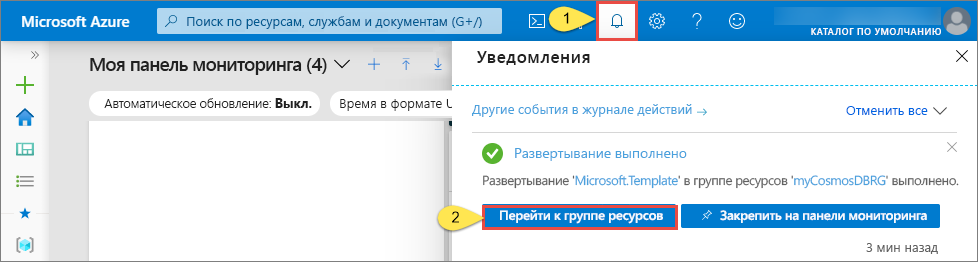 Microsoft Azure
Поиск по ресурсам, службам и документам (G+/)
1
КАТАЛОГ ПО УМОЛЧАНИЮ
Моя панель мониторинга (4)
Автоматическое обновление: Выкл.
Время в формате U
Уведомления
Другие события в журнале действий →
Отменить все
Развертывание выполнено
Развертывание 'Microsoft.Template' в группе ресурсов 'myCosmosDBRG' выполнено.
2
Перейти к группе ресурсов
Закрепить на панели мониторинга
3 мин назад